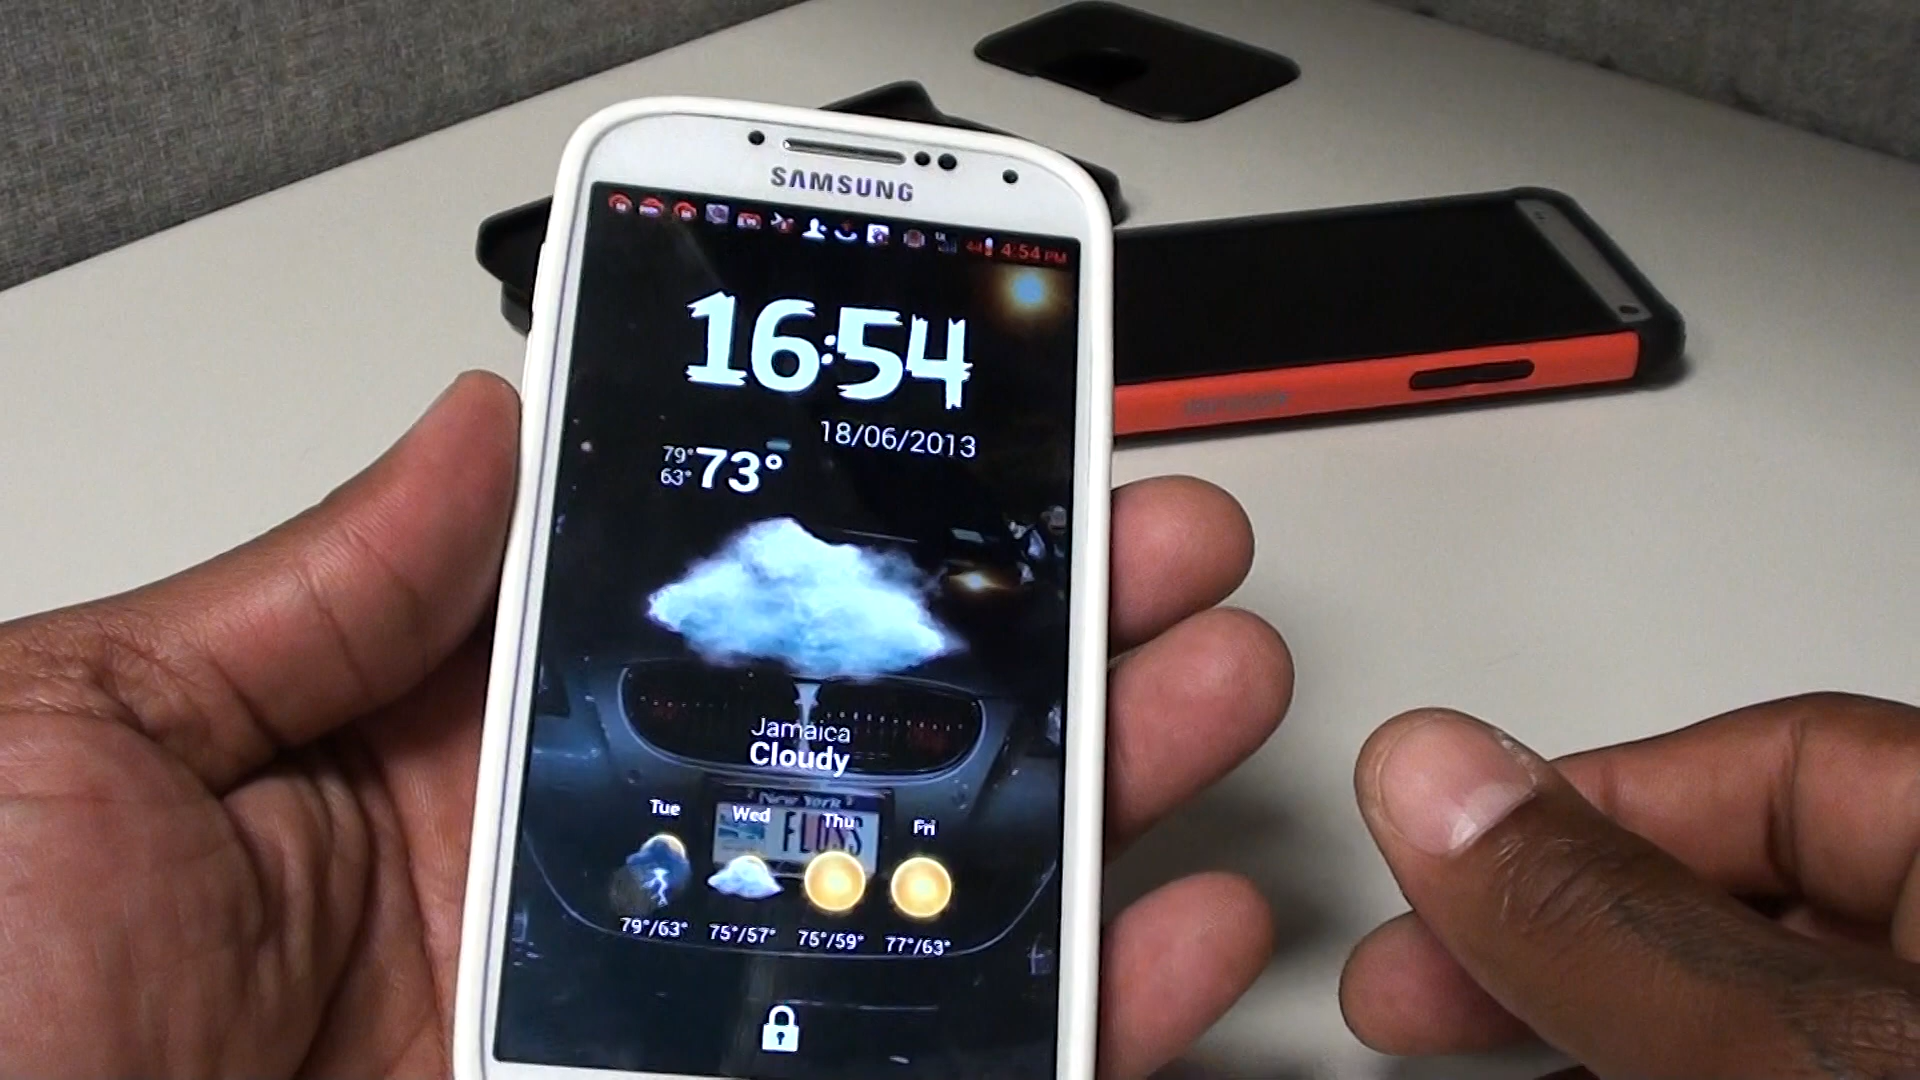 SAMSUNG
4:54 PM
16:54
18/06/2013
79°
63°
73°
Jamaica
Cloudy
New York
FLOSS
Tue Wed Thu Fri
79°/63° 75°/57° 75°/59° 77°/63°